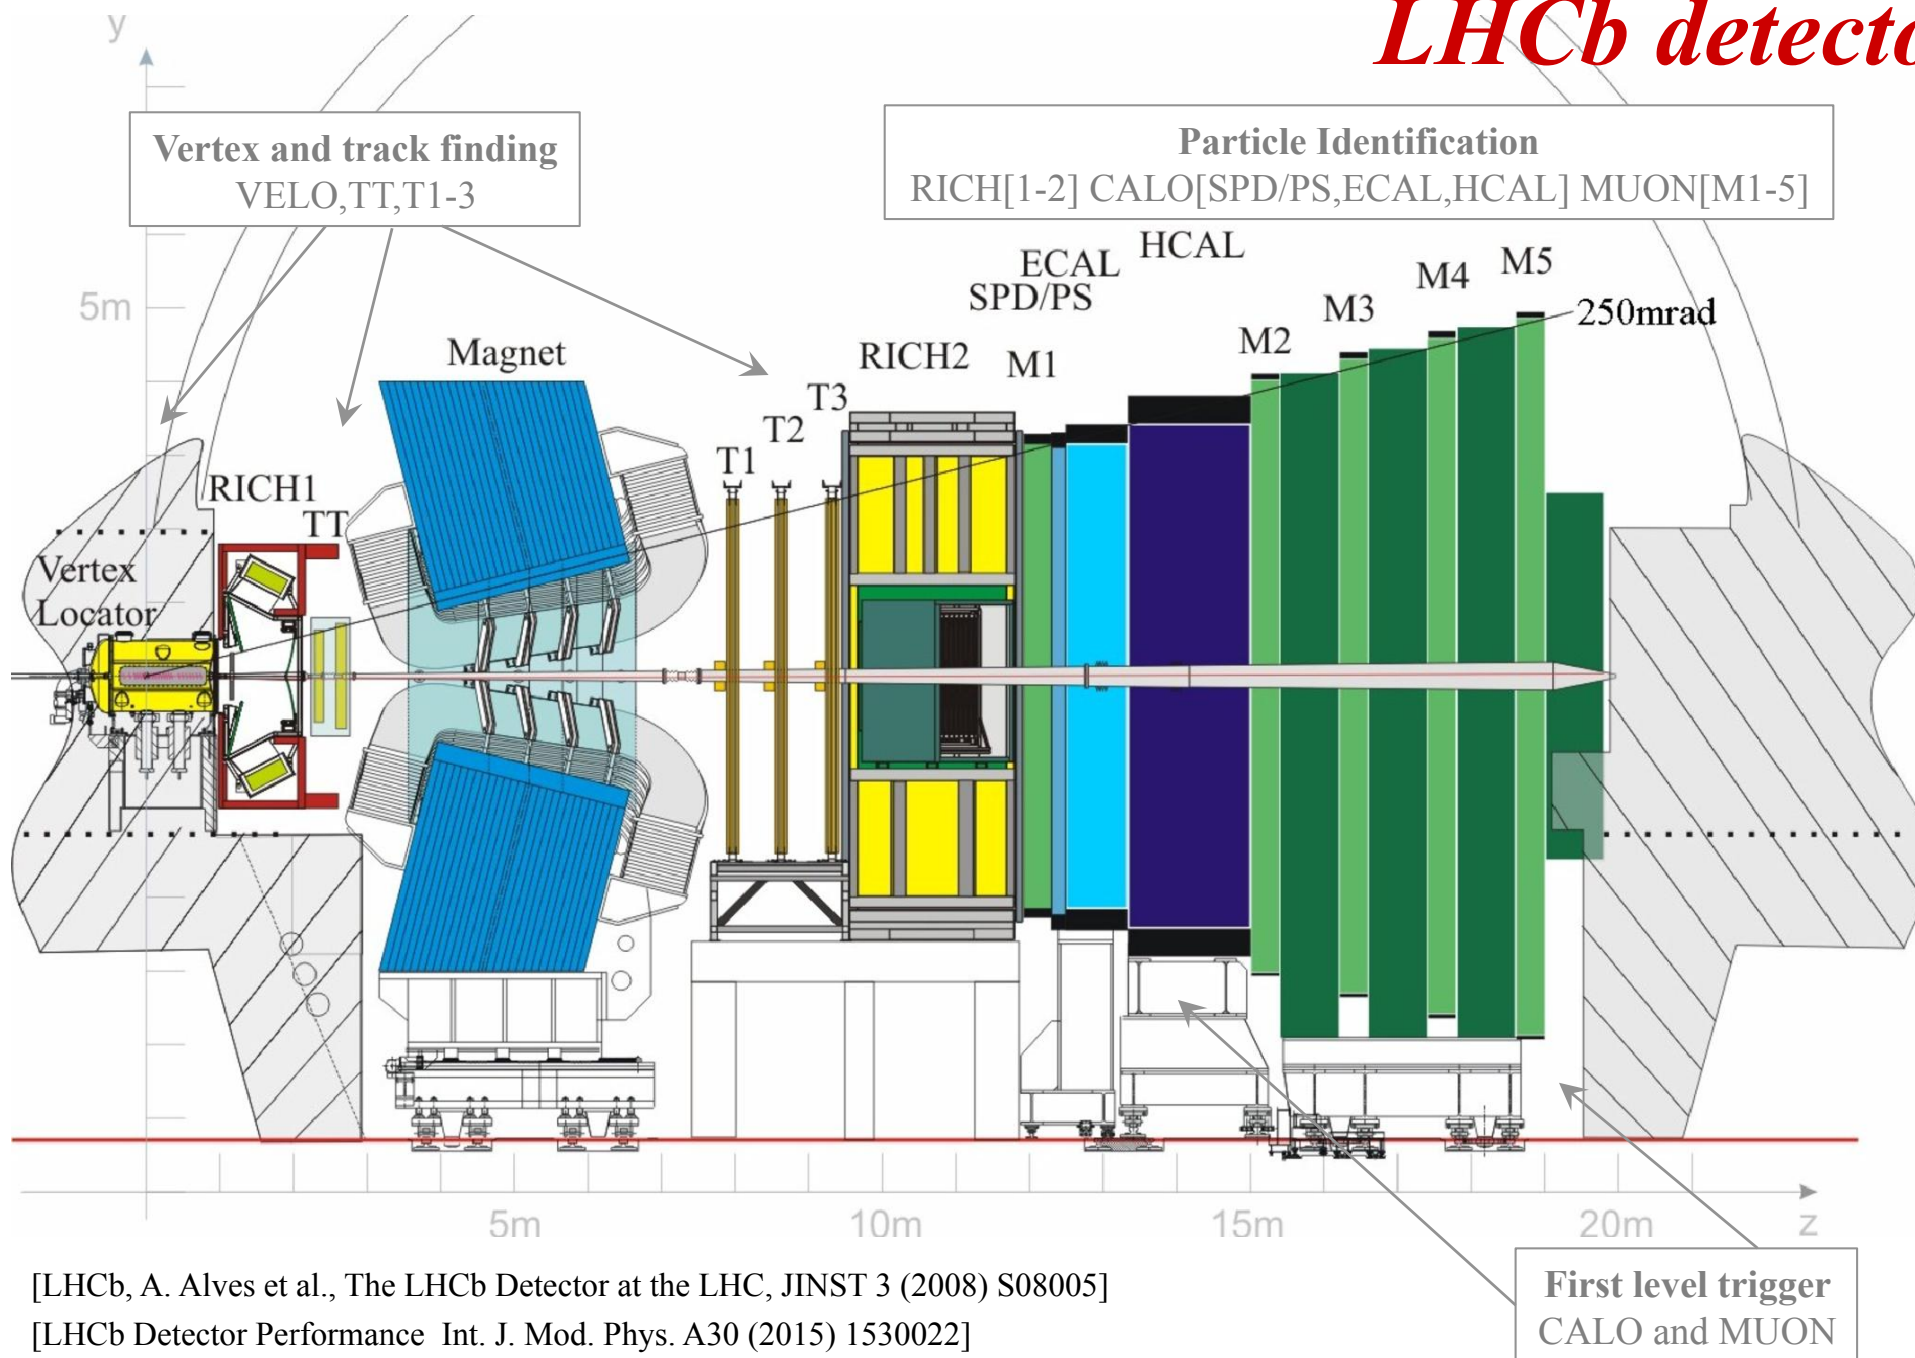 LHCb detecto
y
Vertex and track finding
VELO,TT,T1-3
Particle Identification
RICH[1-2] CALO[SPD/PS,ECAL,HCAL] MUON[M1-5]
HCAL
ECAL
SPD/PS
M5
M4
M3
M2
5m
250mrad
Magnet
RICH2
M1
T3
T2
T1
RICH1
TT
Vertex
Locator
5m
10m
15m
20m
z
[LHCb, A. Alves et al., The LHCb Detector at the LHC, JINST 3 (2008) S08005]
[LHCb Detector Performance Int. J. Mod. Phys. A30 (2015) 1530022]
First level trigger
CALO and MUON